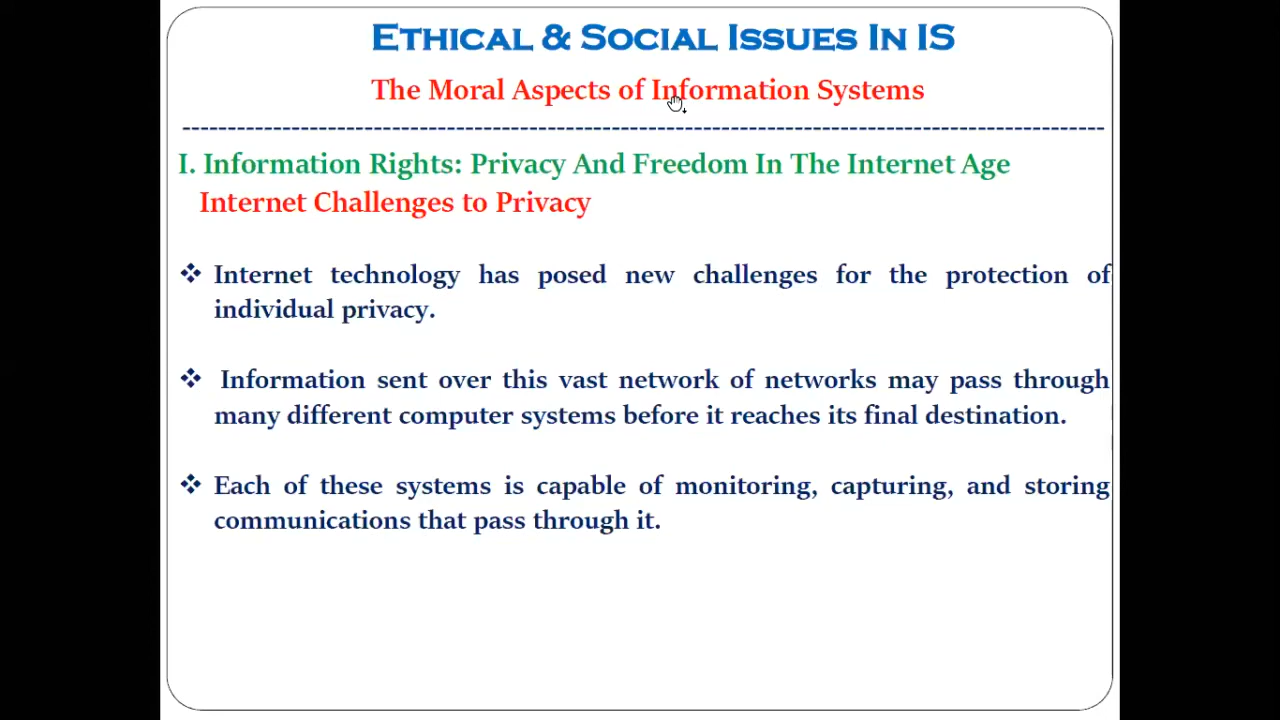 ETHICAL & SOCIAL ISSUES IN IS
The Moral Aspects of Information Systems
I. Information Rights: Privacy And Freedom In The Internet Age
Internet Challenges to Privacy
❖ Internet technology has posed new challenges for the protection of
individual privacy.
❖ Information sent over this vast network of networks may pass through
many different computer systems before it reaches its final destination.
❖ Each of these systems is capable of monitoring, capturing, and storing
communications that pass through it.